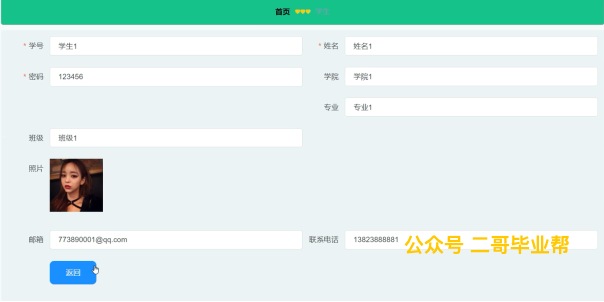 首页
* 学号 学生1 * 姓名 姓名1
* 密码 123456 学院 学院1
专业 专业1
班级 班级1
照片
邮箱 773890001@qq.com 联系电话 13823888881
公众号 二哥毕业帮
返回